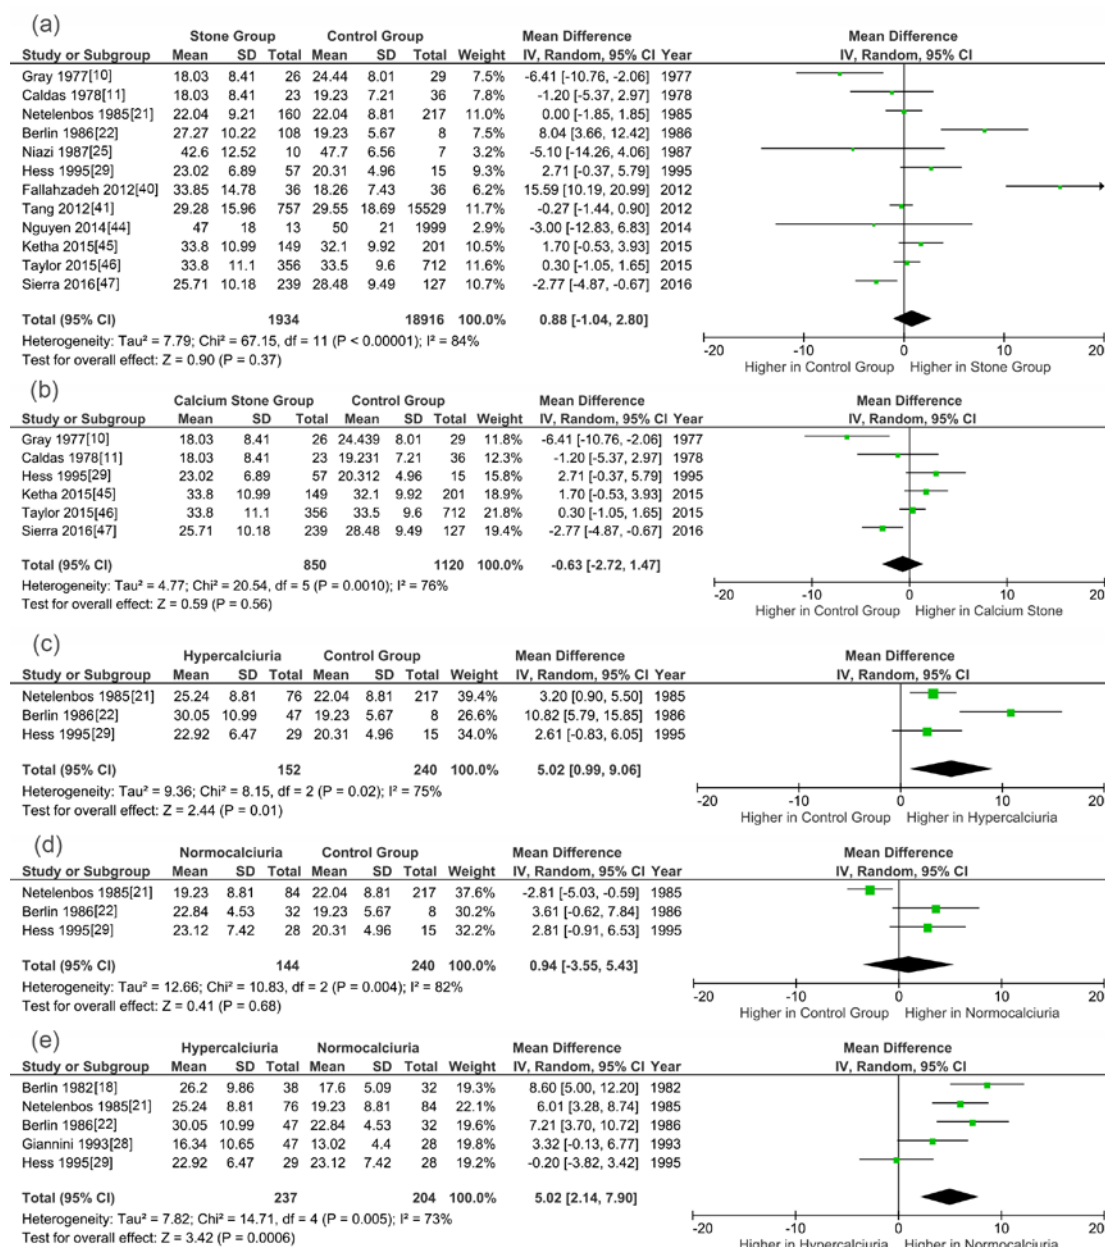 (a)
Stone Group Control Group Mean Difference Mean Difference
Study or Subgroup Mean SD Total Mean SD Total Weight IV, Random, 95% CI Year IV, Random, 95% CI
Gray 1977[10] 18.03 8.41 26 24.44 8.01 29 7.5% -6.41 [-10.76, -2.06] 1977
Caldas 1978[11] 18.03 8.41 23 19.23 7.21 36 7.8% -1.20 [-5.37, 2.97] 1978
Netelenbos 1985[21] 22.04 9.21 160 22.04 8.81 217 11.0% 0.00 [-1.85, 1.85] 1985
Berlin 1986[22] 27.27 10.22 108 19.23 5.67 8 7.4% 8.04 [3.66, 12.42] 1986
Niazi 1987[25] 42.6 12.52 10 47.7 6.56 7 3.2% -5.10 [-14.26, 4.06] 1987
Hess 1995[29] 23.02 6.89 57 20.31 4.96 15 9.3% 2.71 [-0.37, 5.79] 1995
Fallahzadeh 2012[40] 33.85 14.78 36 18.26 7.43 36 6.2% 15.59 [10.19, 20.99] 2012
Tang 2012[41] 29.28 15.96 757 29.55 18.69 15529 11.7% -0.27 [-1.44, 0.90] 2012
Nguyen 2014[44] 47 18 13 50 21 1999 2.9% -3.00 [-12.83, 6.83] 2014
Ketha 2015[45] 33.8 10.99 149 32.1 9.92 201 10.6% 1.70 [-0.53, 3.93] 2015
Taylor 2015[46] 33.8 11.1 356 33.5 9.6 712 11.6% 0.30 [-1.05, 1.65] 2015
Sierra 2016[47] 25.71 10.18 239 28.48 9.49 127 10.7% -2.77 [-4.87, -0.67] 2016
Total (95% CI) 1934 18916 100.0% 0.88 [-1.04, 2.80]
Heterogeneity: Tau² = 7.79; Chi² = 67.15, df = 11 (P < 0.00001); I² = 84%
Test for overall effect: Z = 0.90 (P = 0.37)
-20 -10 0 10 20
Higher in Control Group Higher in Stone Group
(b)
Calcium Stone Group Control Group Mean Difference Mean Difference
Study or Subgroup Mean SD Total Mean SD Total Weight IV, Random, 95% CI Year IV, Random, 95% CI
Gray 1977[10] 18.03 8.41 26 24.439 8.01 29 11.8% -6.41 [-10.76, -2.06] 1977
Caldas 1978[11] 18.03 8.41 23 19.231 7.21 36 12.3% -1.20 [-5.37, 2.97] 1978
Hess 1995[29] 23.02 6.89 57 20.312 4.96 15 15.8% 2.71 [-0.37, 5.79] 1995
Ketha 2015[45] 33.8 10.99 149 32.1 9.92 201 18.9% 1.70 [-0.53, 3.93] 2015
Taylor 2015[46] 33.8 11.1 356 33.5 9.6 712 21.8% 0.30 [-1.05, 1.65] 2015
Sierra 2016[47] 25.71 10.18 239 28.48 9.49 127 19.4% -2.77 [-4.87, -0.67] 2016
Total (95% CI) 850 1120 100.0% -0.63 [-2.72, 1.47]
Heterogeneity: Tau² = 4.77; Chi² = 20.54, df = 5 (P = 0.0010); I² = 76%
Test for overall effect: Z = 0.59 (P = 0.56)
-20 -10 0 10 20
Higher in Control Group Higher in Calcium Stone
(c)
Hypercalciuria Control Group Mean Difference Mean Difference
Study or Subgroup Mean SD Total Mean SD Total Weight IV, Random, 95% CI Year IV, Random, 95% CI
Netelenbos 1985[21] 25.24 8.81 76 22.04 8.81 217 39.4% 3.20 [0.90, 5.50] 1985
Berlin 1986[22] 30.05 10.99 47 19.23 5.67 8 26.6% 10.82 [5.79, 15.85] 1986
Hess 1995[29] 22.92 6.47 29 20.31 4.96 15 34.0% 2.61 [-0.83, 6.05] 1995
Total (95% CI) 152 240 100.0% 5.02 [0.99, 9.06]
Heterogeneity: Tau² = 9.36; Chi² = 8.15, df = 2 (P = 0.02); I² = 75%
Test for overall effect: Z = 2.44 (P = 0.01)
-20 -10 0 10 20
Higher in Control Group Higher in Hypercalciuria
(d)
Normocalciuria Control Group Mean Difference Mean Difference
Study or Subgroup Mean SD Total Mean SD Total Weight IV, Random, 95% CI Year IV, Random, 95% CI
Netelenbos 1985[21] 19.23 8.81 84 22.04 8.81 217 37.6% -2.81 [-5.03, -0.59] 1985
Berlin 1986[22] 22.84 4.53 32 19.23 5.67 8 30.2% 3.61 [-0.62, 7.84] 1986
Hess 1995[29] 23.12 7.42 28 20.31 4.96 15 32.2% 2.81 [-0.91, 6.53] 1995
Total (95% CI) 144 240 100.0% 0.94 [-3.55, 5.43]
Heterogeneity: Tau² = 12.66; Chi² = 10.83, df = 2 (P = 0.004); I² = 82%
Test for overall effect: Z = 0.41 (P = 0.68)
-20 -10 0 10 20
Higher in Control Group Higher in Normocalciuria
(e)
Hypercalciuria Normocalciuria Mean Difference Mean Difference
Study or Subgroup Mean SD Total Mean SD Total Weight IV, Random, 95% CI Year IV, Random, 95% CI
Berlin 1982[18] 26.2 9.86 38 17.6 5.09 32 19.3% 8.60 [5.00, 12.20] 1982
Netelenbos 1985[21] 25.24 8.81 76 19.23 8.81 84 22.1% 6.01 [3.28, 8.74] 1985
Berlin 1986[22] 30.05 10.99 47 22.84 4.53 32 19.6% 7.21 [3.70, 10.72] 1986
Giannini 1993[28] 16.34 10.65 47 13.02 4.4 28 19.8% 3.32 [-0.13, 6.77] 1993
Hess 1995[29] 22.92 6.47 29 23.12 7.42 28 19.2% -0.20 [-3.82, 3.42] 1995
Total (95% CI) 237 204 100.0% 5.02 [2.14, 7.90]
Heterogeneity: Tau² = 7.82; Chi² = 14.71, df = 4 (P = 0.005); I² = 73%
Test for overall effect: Z = 3.42 (P = 0.0006)
-20 -10 0 10 20
Higher in Hypercalciuria Higher in Normocalciuria